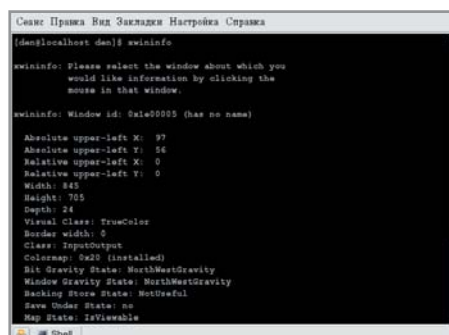 Сеанс Правка Вид Закладки Настройка Справка
[den@localhost den]$ xwininfo
xwininfo: Please select the window about which you
would like information by clicking the
mouse in that window.
xwininfo: Window id: 0x1e00005 (has no name)
Absolute upper-left X: 97
Absolute upper-left Y: 56
Relative upper-left X: 0
Relative upper-left Y: 0
Width: 845
Height: 705
Depth: 24
Visual Class: TrueColor
Border width: 0
Class: InputOutput
Colormap: 0x20 (installed)
Bit Gravity State: NorthWestGravity
Window Gravity State: NorthWestGravity
Backing Store State: NotUseful
Save Under State: no
Map State: IsViewable
Shell